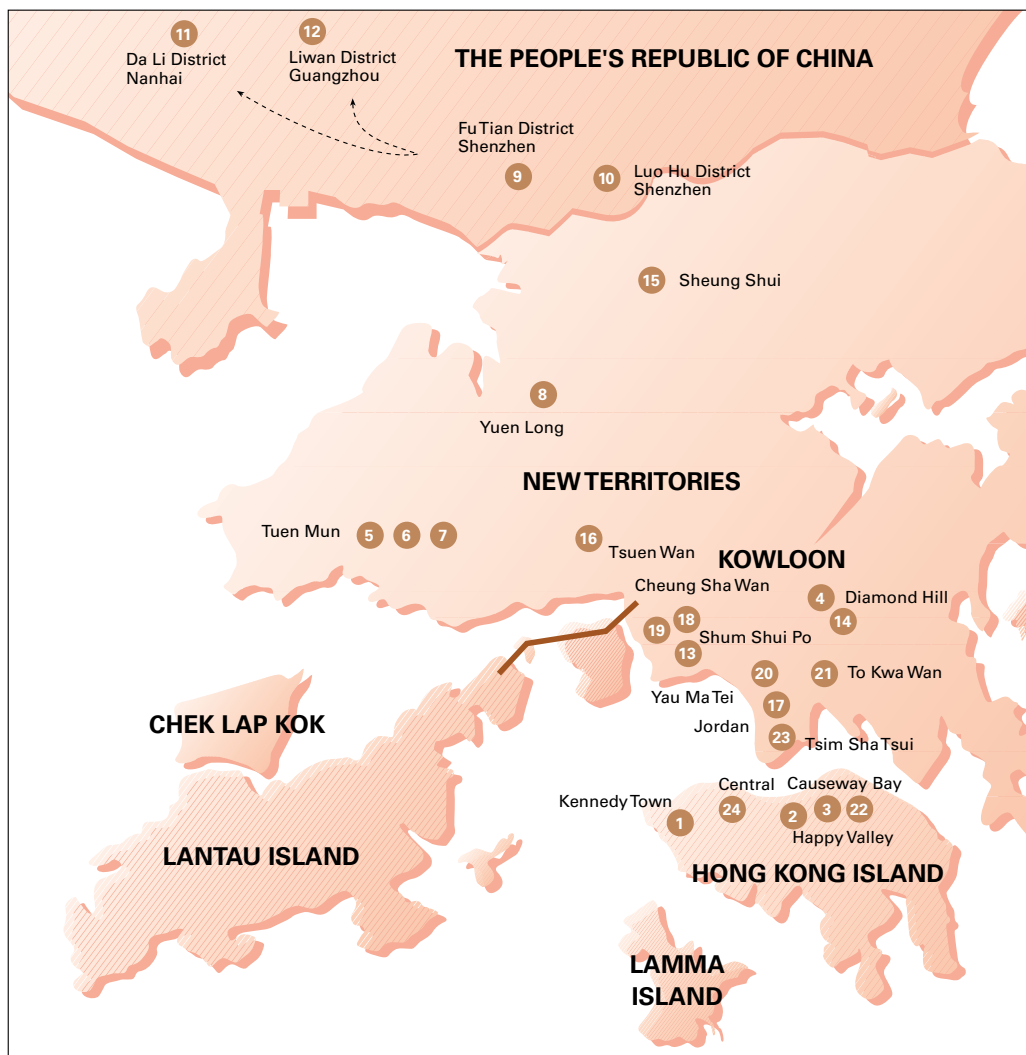 11
12
Da Li District
Nanhai
Liwan District
Guangzhou
THE PEOPLE'S REPUBLIC OF CHINA
Fu Tian District
Shenzhen
9
10
Luo Hu District
Shenzhen
15
Sheung Shui
8
Yuen Long
NEW TERRITORIES
Tuen Mun
5
6
7
16
Tsuen Wan
KOWLOON
Cheung Sha Wan
4
Diamond Hill
14
18
19
Shum Shui Po
13
20
21
To Kwa Wan
Yau Ma Tei
17
Jordan
23
Tsim Sha Tsui
CHEK LAP KOK
Central
Causeway Bay
Kennedy Town
1
24
2
3
22
Happy Valley
LANTAU ISLAND
HONG KONG ISLAND
LAMMA
ISLAND